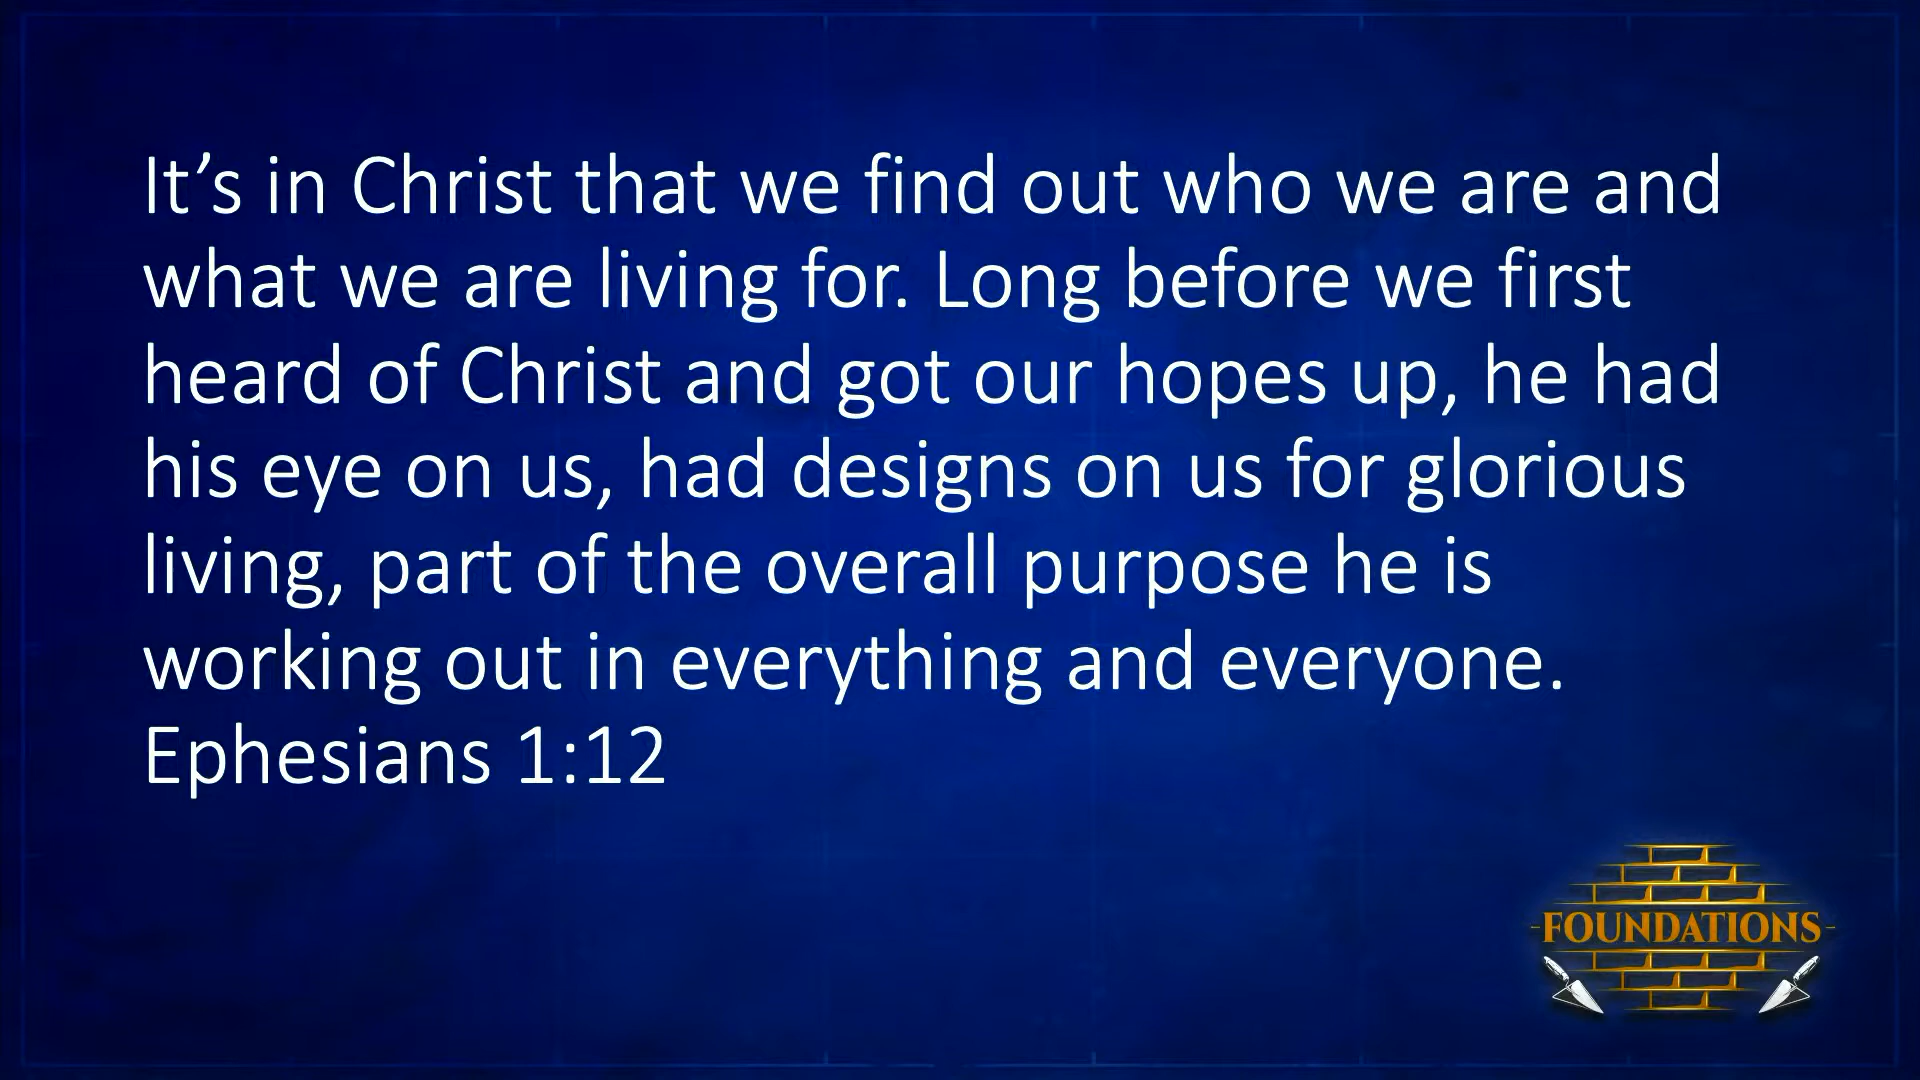 It’s in Christ that we find out who we are and
what we are living for. Long before we first
heard of Christ and got our hopes up, he had
his eye on us, had designs on us for glorious
living, part of the overall purpose he is
working out in everything and everyone.
Ephesians 1:12
FOUNDATIONS